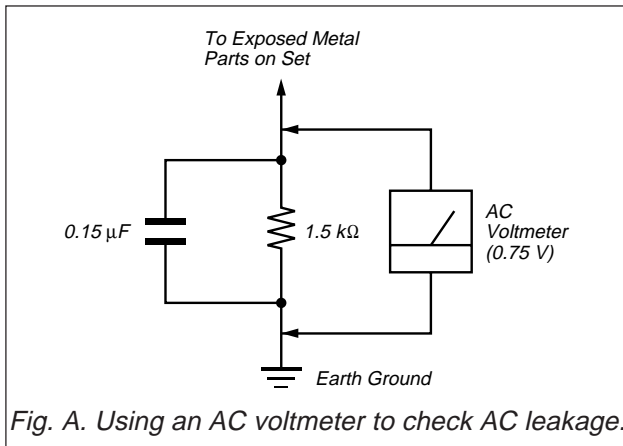 To Exposed Metal
Parts on Set
0.15 µF
1.5 kΩ
AC
Voltmeter
(0.75 V)
Earth Ground
Fig. A. Using an AC voltmeter to check AC leakage.